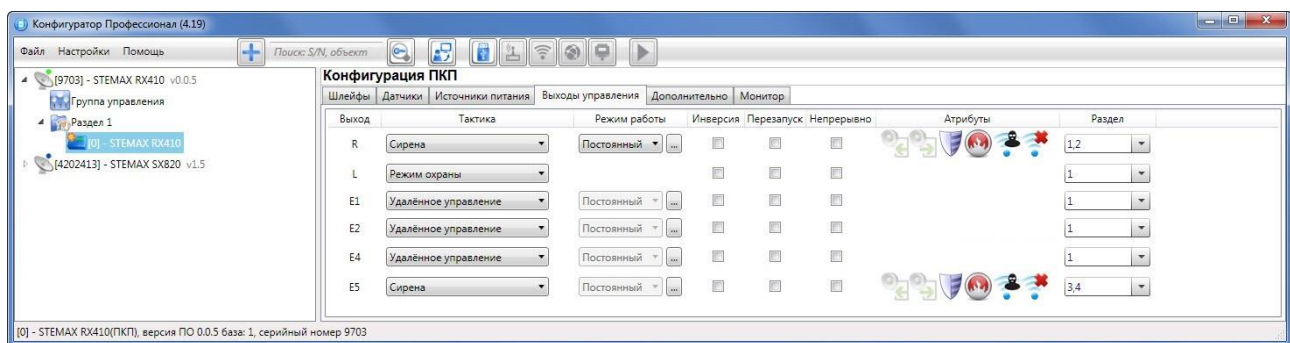 Конфигуратор Профессионал (4.19)
Файл Настройки Помощь Поиск: S/N, объект
[9703] - STEMAX RX410 v0.0.5
Группа управления
Раздел 1
[0] - STEMAX RX410
[4202413] - STEMAX SX820 v1.5
Конфигурация ПКП
Шлейфы Датчики Источники питания Выходы управления Дополнительно Монитор
Выход Тактика Режим работы Инверсия Перезапуск Непрерывно Атрибуты Раздел
R Сирена Постоянный ... 1,2
L Режим охраны 1
E1 Удалённое управление Постоянный ... 1
E2 Удалённое управление Постоянный ... 1
E4 Удалённое управление Постоянный ... 1
E5 Сирена Постоянный ... 3,4
[0] - STEMAX RX410(ПКП), версия ПО 0.0.5 база: 1, серийный номер 9703